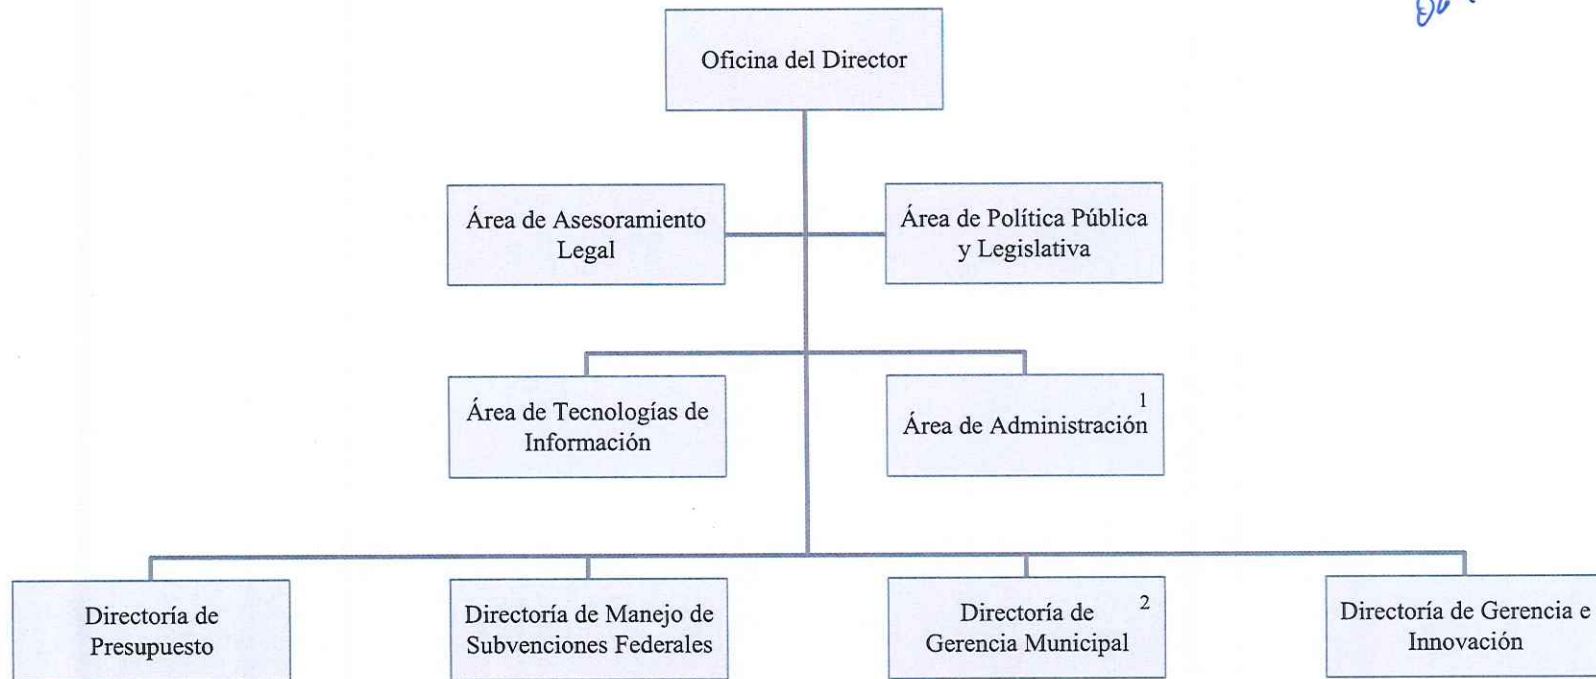 Oficina del Director
Área de Asesoramiento
Legal
Área de Política Pública
y Legislativa
Área de Tecnologías de
Información
1
Área de Administración
Directoría de
Presupuesto
Directoría de Manejo de
Subvenciones Federales
Directoría de 2
Gerencia Municipal
Directoría de Gerencia e
Innovación